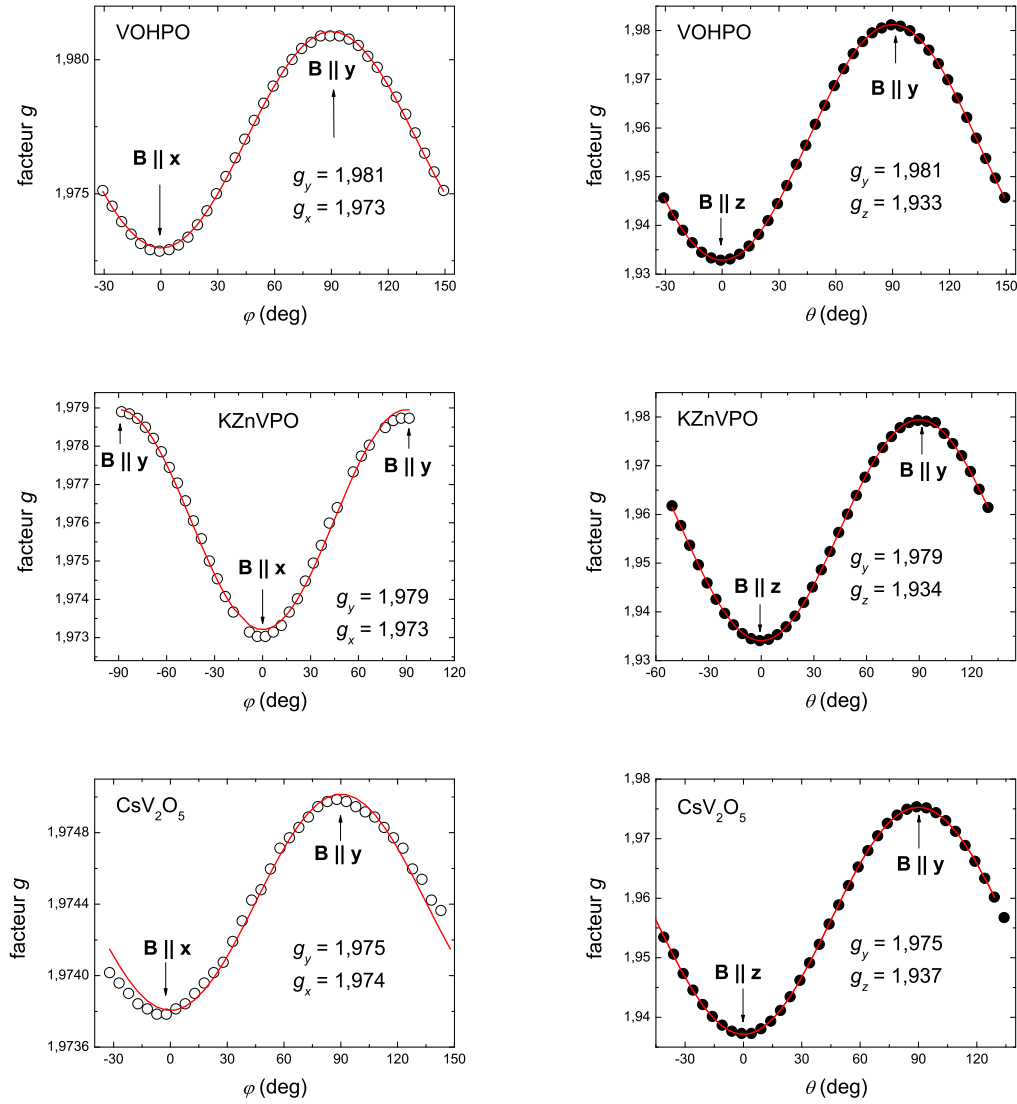 VOHPO
1,980
1,975
facteur g
B || y
B || x
g_y = 1,981
g_x = 1,973
-30 0 30 60 90 120 150
φ (deg)
VOHPO
1,98
1,97
1,96
1,95
1,94
1,93
facteur g
B || y
B || z
g_y = 1,981
g_z = 1,933
-30 0 30 60 90 120 150
θ (deg)
KZnVPO
1,979
1,978
1,977
1,976
1,975
1,974
1,973
facteur g
B || y
B || y
B || x
g_y = 1,979
g_x = 1,973
-90 -60 -30 0 30 60 90 120
φ (deg)
KZnVPO
1,98
1,97
1,96
1,95
1,94
1,93
facteur g
B || y
B || z
g_y = 1,979
g_z = 1,934
-60 -30 0 30 60 90 120
θ (deg)
CsV₂O₅
1,9748
1,9744
1,9740
1,9736
facteur g
B || y
B || x
g_y = 1,975
g_x = 1,974
-30 0 30 60 90 120 150
φ (deg)
CsV₂O₅
1,98
1,97
1,96
1,95
1,94
facteur g
B || y
B || z
g_y = 1,975
g_z = 1,937
-30 0 30 60 90 120
θ (deg)